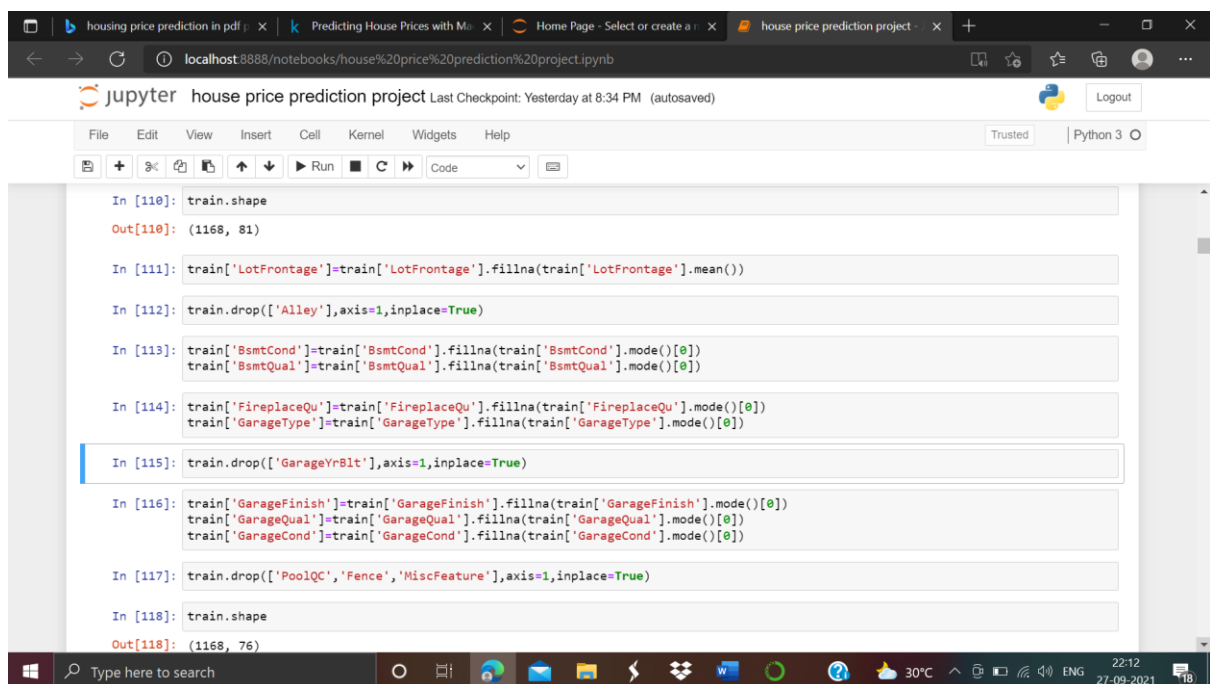 housing price prediction in pdf p
Predicting House Prices with Ma
Home Page - Select or create a n
house price prediction project - J
localhost:8888/notebooks/house%20price%20prediction%20project.ipynb
jupyter house price prediction project Last Checkpoint: Yesterday at 8:34 PM (autosaved)
Logout
File Edit View Insert Cell Kernel Widgets Help
Trusted
Python 3
Run
Code
In [110]: train.shape
Out[110]: (1168, 81)
In [111]: train['LotFrontage']=train['LotFrontage'].fillna(train['LotFrontage'].mean())
In [112]: train.drop(['Alley'],axis=1,inplace=True)
In [113]: train['BsmtCond']=train['BsmtCond'].fillna(train['BsmtCond'].mode()[0])
train['BsmtQual']=train['BsmtQual'].fillna(train['BsmtQual'].mode()[0])
In [114]: train['FireplaceQu']=train['FireplaceQu'].fillna(train['FireplaceQu'].mode()[0])
train['GarageType']=train['GarageType'].fillna(train['GarageType'].mode()[0])
In [115]: train.drop(['GarageYrBlt'],axis=1,inplace=True)
In [116]: train['GarageFinish']=train['GarageFinish'].fillna(train['GarageFinish'].mode()[0])
train['GarageQual']=train['GarageQual'].fillna(train['GarageQual'].mode()[0])
train['GarageCond']=train['GarageCond'].fillna(train['GarageCond'].mode()[0])
In [117]: train.drop(['PoolQC','Fence','MiscFeature'],axis=1,inplace=True)
In [118]: train.shape
Out[118]: (1168, 76)
Type here to search
30°C
ENG
22:12
27-09-2021
18